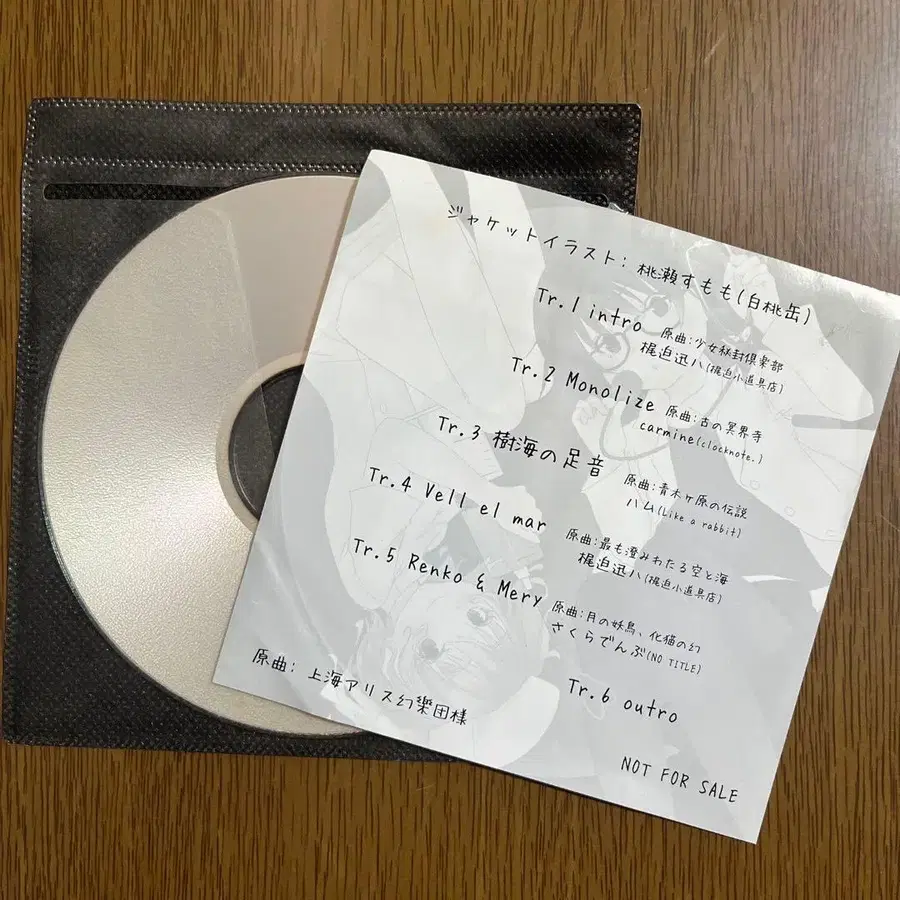 ジャケットイラスト: 桃瀬すもも(白桃缶)
Tr.1 intro
原曲:少女秘封倶楽部
梶迫迅八(梶迫小道具店)
Tr.2 Monolize
原曲:古の冥界寺
carmine(clocknote.)
Tr.3 樹海の足音
原曲:青木ヶ原の伝説
ハム(Like a rabbit)
Tr.4 Vell el mar
原曲:最も澄みわたる空と海
梶迫迅八(梶迫小道具店)
Tr.5 Renko & Mery
原曲:月の妖鳥、化猫の幻
さくらでんぶ(NO TITLE)
Tr.6 outro
原曲: 上海アリス幻樂団様
NOT FOR SALE